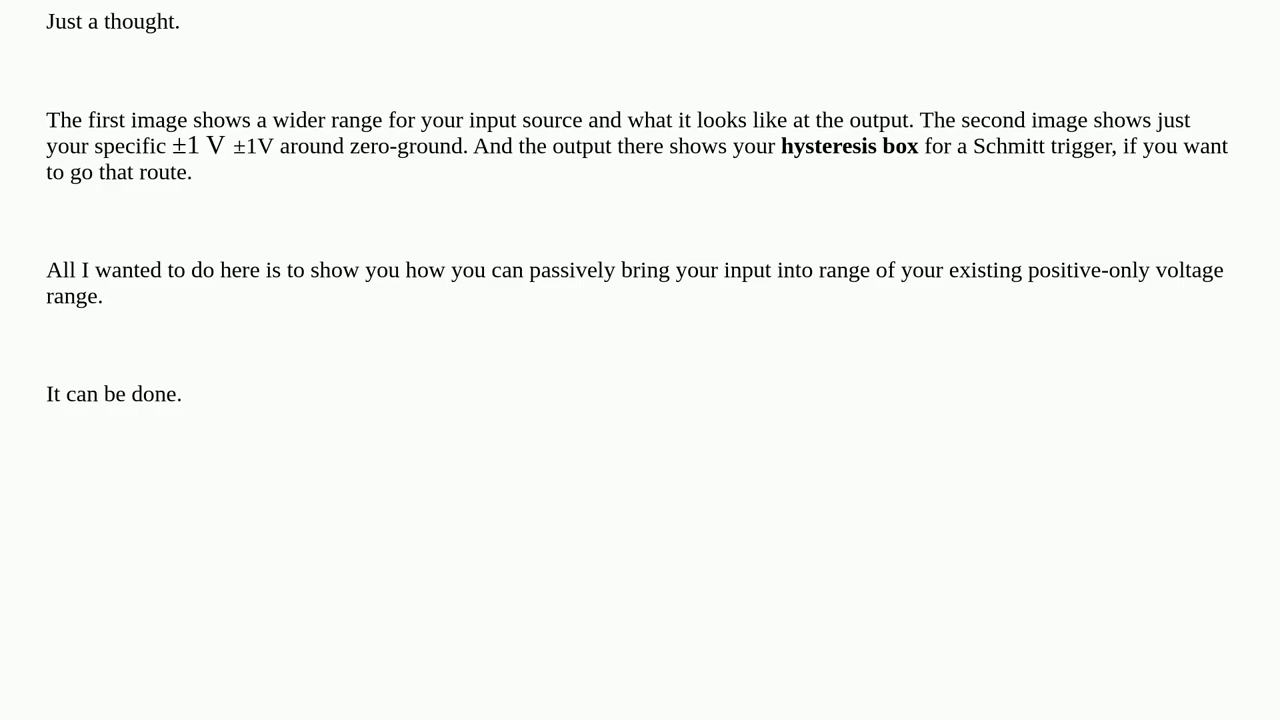 Just a thought.
The first image shows a wider range for your input source and what it looks like at the output. The second image shows just
your specific ±1 V ±1V around zero-ground. And the output there shows your hysteresis box for a Schmitt trigger, if you want
to go that route.
All I wanted to do here is to show you how you can passively bring your input into range of your existing positive-only voltage
range.
It can be done.